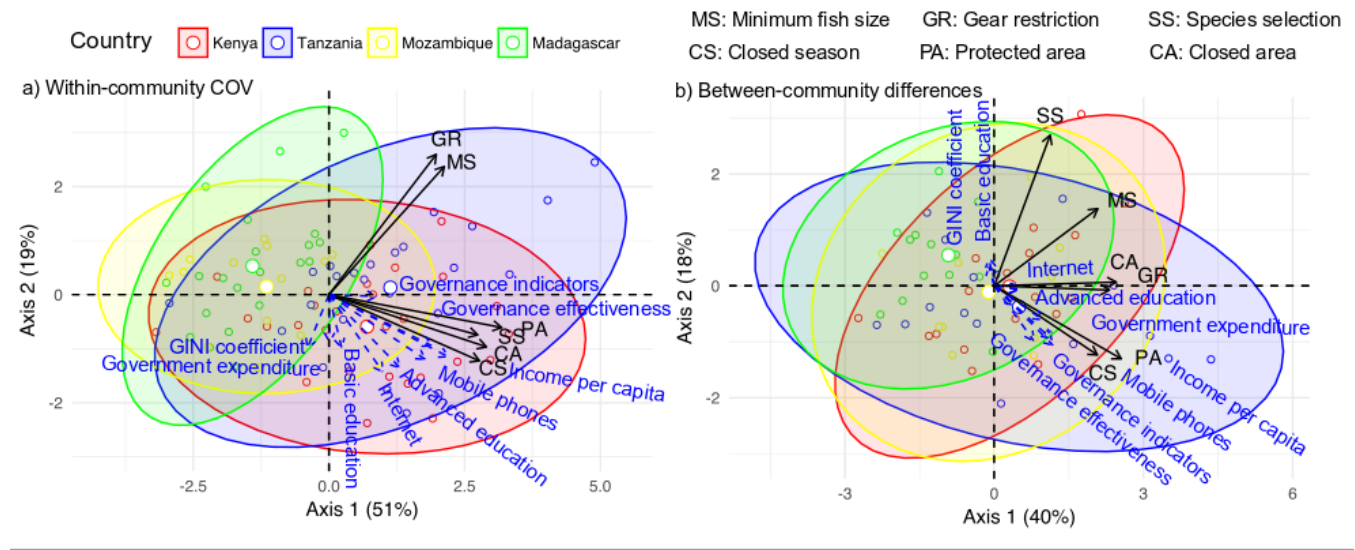 Country Kenya Tanzania Mozambique Madagascar
MS: Minimum fish size GR: Gear restriction SS: Species selection
CS: Closed season PA: Protected area CA: Closed area
a) Within-community COV
GR
MS
Governance indicators
Governance effectiveness
PA
SS
CA
CS
Income per capita
GINI coefficient
Government expenditure
Basic education
Internet
Advanced education
Mobile phones
2
0
-2
Axis 2 (19%)
-2.5 0.0 2.5 5.0
Axis 1 (51%)
b) Between-community differences
SS
GINI coefficient
Basic education
MS
Internet
CA
GR
Advanced education
Government expenditure
PA
CS
Income per capita
Mobile phones
Governance indicators
Governance effectiveness
2
0
-2
Axis 2 (18%)
-3 0 3 6
Axis 1 (40%)